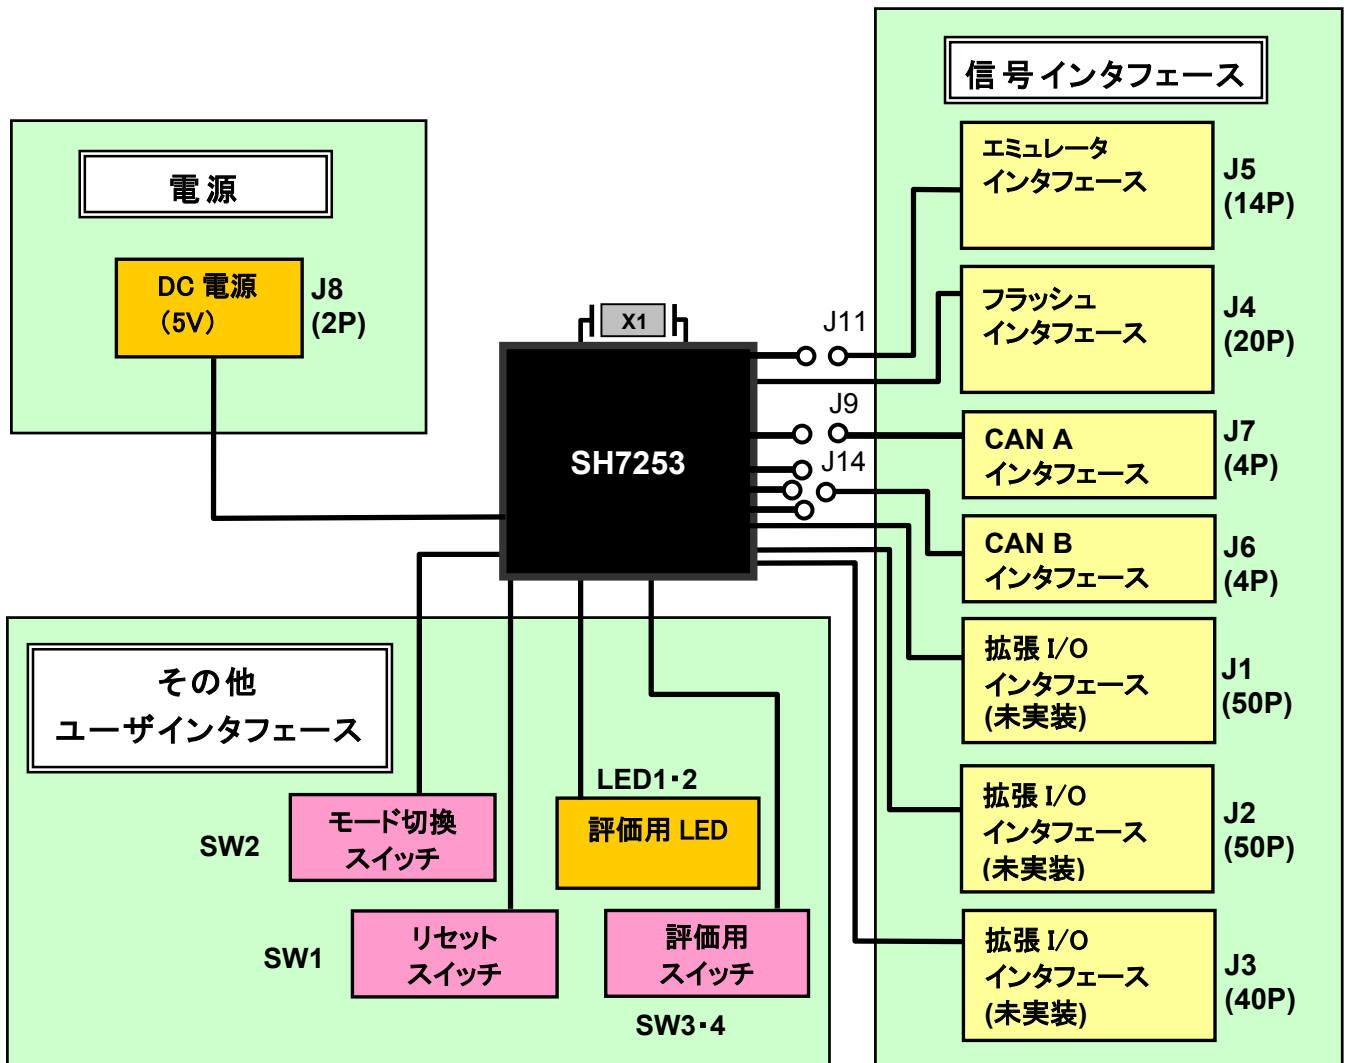 信号インタフェース
エミュレータ
インタフェース
J5
(14P)
電源
DC 電源
（5V）
J8
(2P)
フラッシュ
インタフェース
J4
(20P)
X1
J11
SH7253
J9
J14
CAN A
インタフェース
J7
(4P)
CAN B
インタフェース
J6
(4P)
拡張 I/O
インタフェース
(未実装)
J1
(50P)
拡張 I/O
インタフェース
(未実装)
J2
(50P)
拡張 I/O
インタフェース
(未実装)
J3
(40P)
その他
ユーザインタフェース
SW2
モード切換
スイッチ
LED1・2
評価用 LED
SW1
リセット
スイッチ
評価用
スイッチ
SW3・4